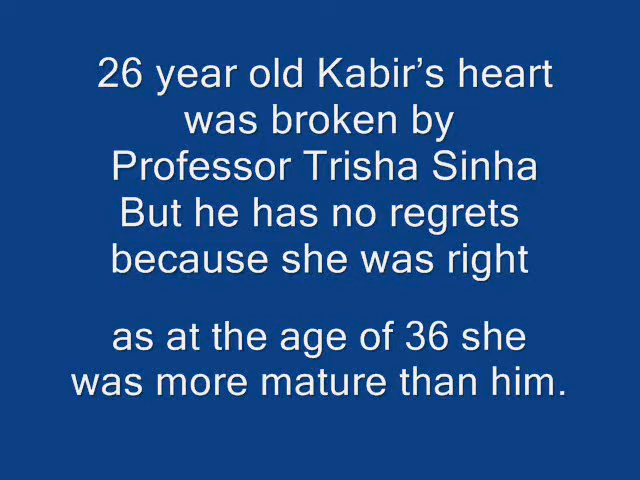 26 year old Kabir’s heart
was broken by
Professor Trisha Sinha
But he has no regrets
because she was right
as at the age of 36 she
was more mature than him.